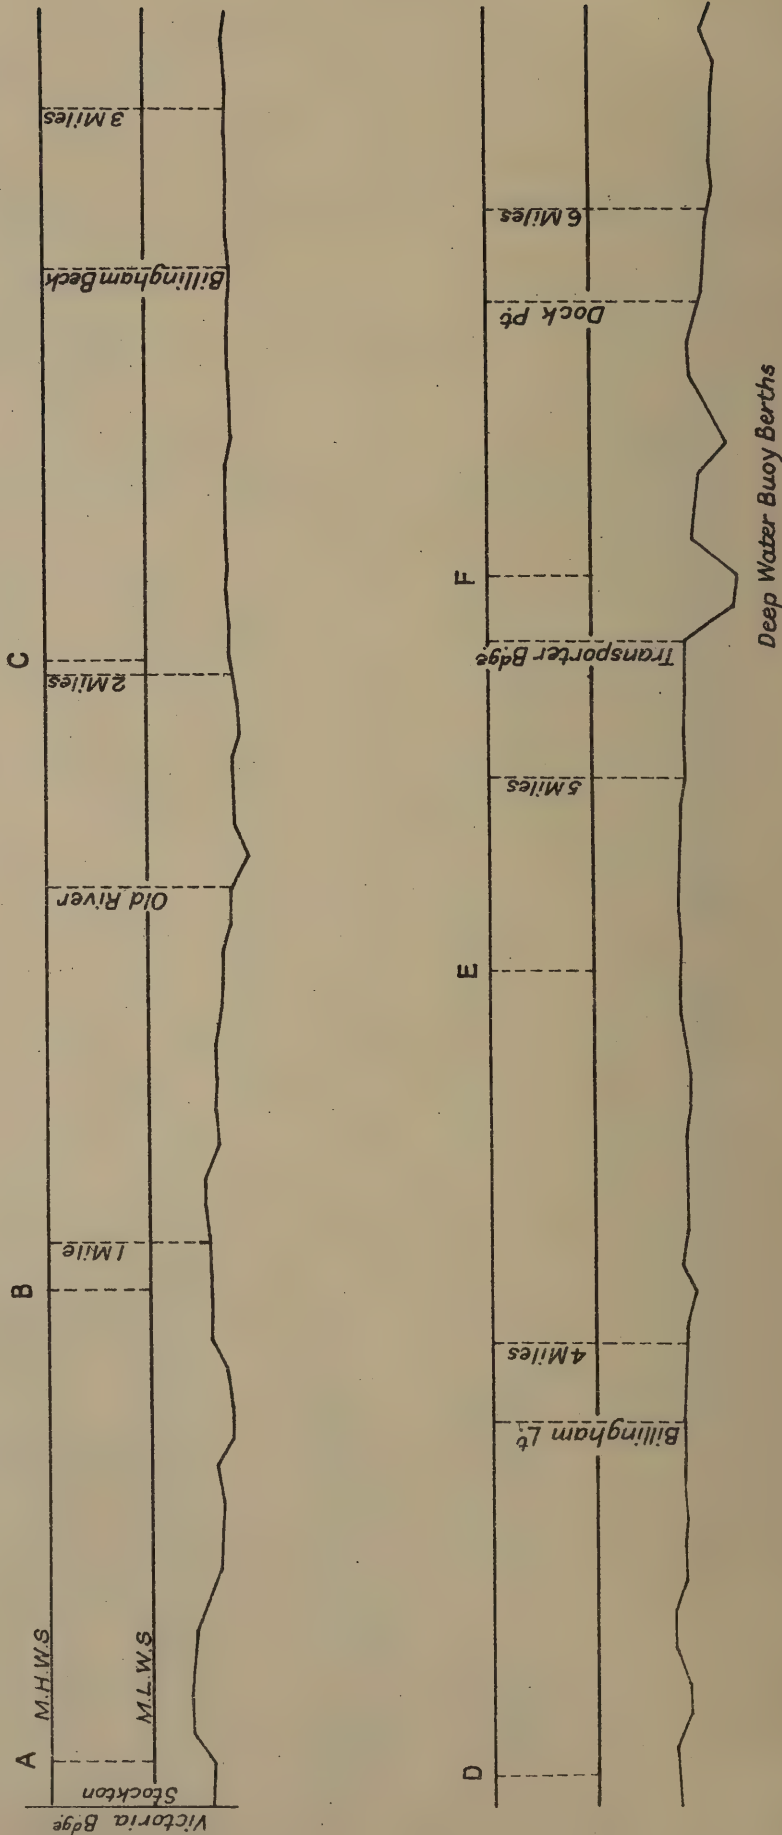 Victoria Bdge
Stockton
A
M.H.W.S
M.L.W.S
B
1 Mile
Old River
2 Miles
C
Billingham Beck
3 Miles
D
Billingham Lt.
4 Miles
E
5 Miles
Transporter Bdge
F
Dock Pt.
6 Miles
Deep Water Buoy Berths